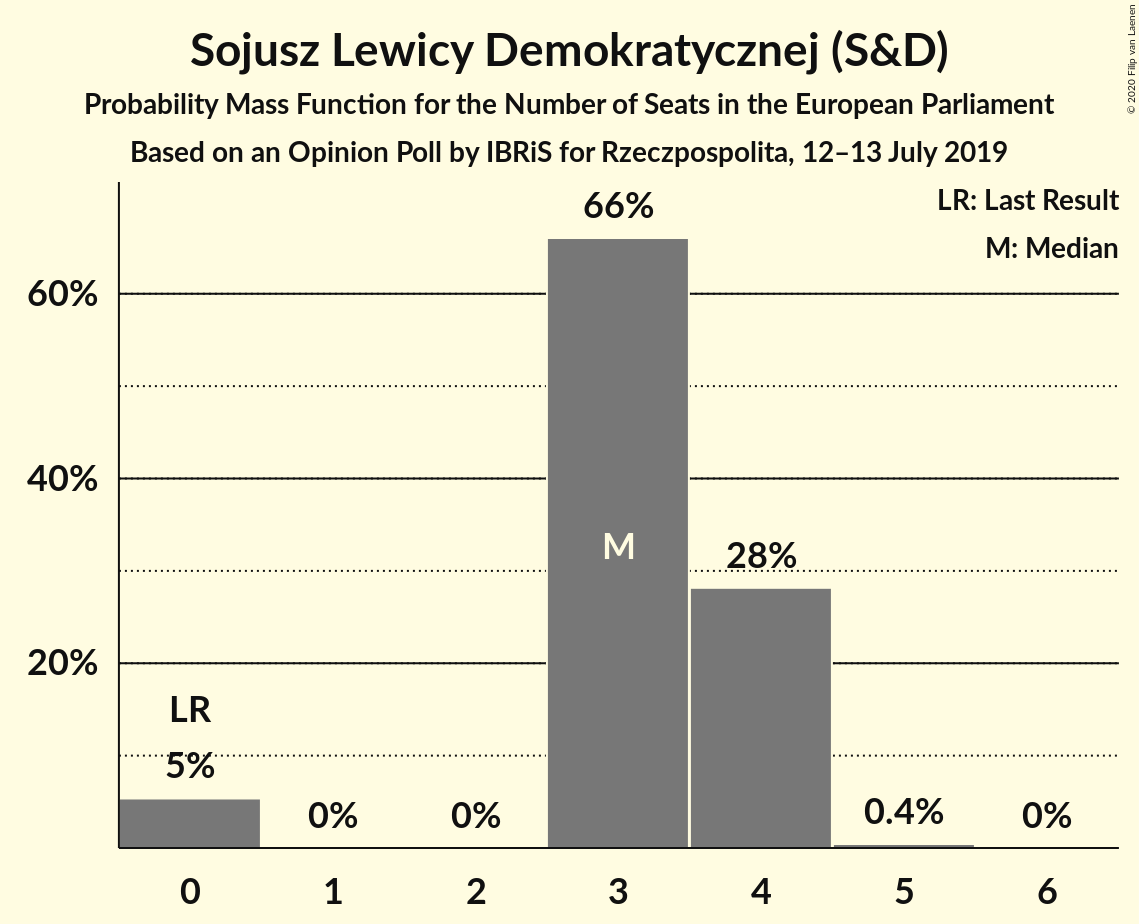 Sojusz Lewicy Demokratycznej (S&D)
Probability Mass Function for the Number of Seats in the European Parliament
Based on an Opinion Poll by IBRiS for Rzeczpospolita, 12–13 July 2019
© 2020 Filip van Laenen
LR: Last Result
M: Median
66%
60%
40%
M
28%
20%
LR
5%
0%
0%
0.4%
0%
0 1 2 3 4 5 6